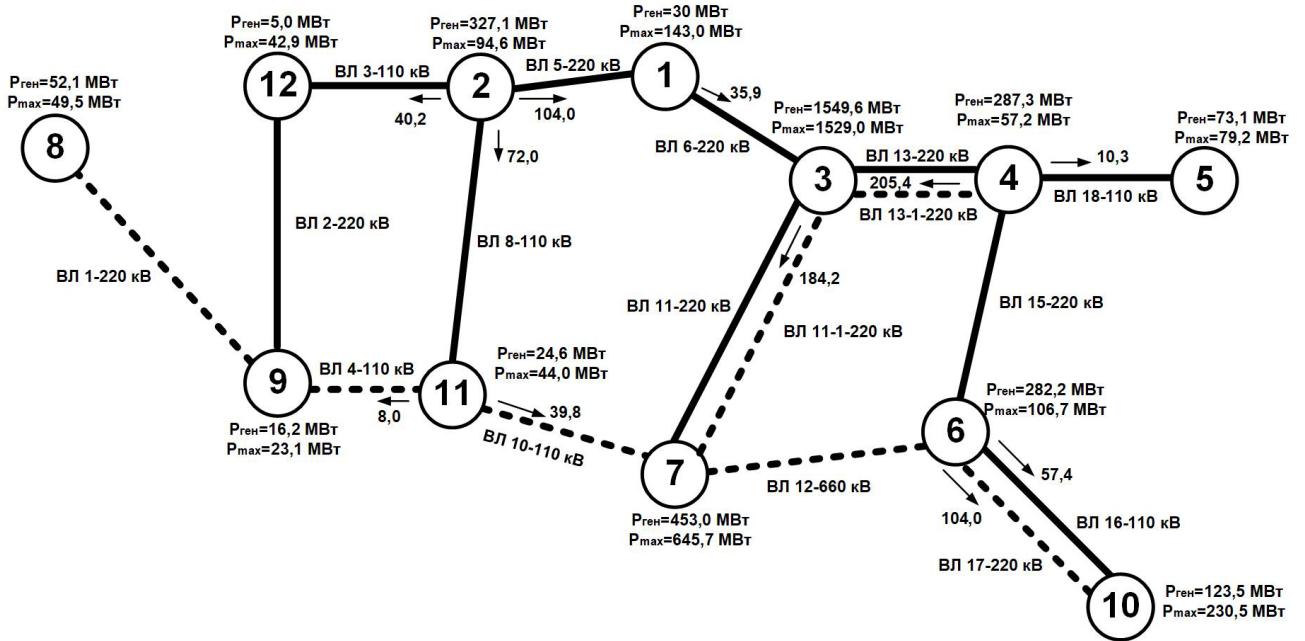 Pген=5,0 МВт
Pmax=42,9 МВт
Pген=327,1 МВт
Pmax=94,6 МВт
Pген=30 МВт
Pmax=143,0 МВт
Pген=52,1 МВт
Pmax=49,5 МВт
8
12
ВЛ 3-110 кВ
2
40,2
104,0
72,0
ВЛ 5-220 кВ
1
35,9
ВЛ 6-220 кВ
Pген=1549,6 МВт
Pmax=1529,0 МВт
3
ВЛ 13-220 кВ
205,4
ВЛ 13-1-220 кВ
Pген=287,3 МВт
Pmax=57,2 МВт
4
10,3
ВЛ 18-110 кВ
Pген=73,1 МВт
Pmax=79,2 МВт
5
ВЛ 1-220 кВ
ВЛ 2-220 кВ
ВЛ 8-110 кВ
184,2
ВЛ 11-220 кВ
ВЛ 11-1-220 кВ
ВЛ 15-220 кВ
9
Pген=16,2 МВт
Pmax=23,1 МВт
ВЛ 4-110 кВ
8,0
11
Pген=24,6 МВт
Pmax=44,0 МВт
39,8
ВЛ 10-110 кВ
7
Pген=453,0 МВт
Pmax=645,7 МВт
ВЛ 12-660 кВ
6
Pген=282,2 МВт
Pmax=106,7 МВт
57,4
104,0
ВЛ 16-110 кВ
ВЛ 17-220 кВ
10
Pген=123,5 МВт
Pmax=230,5 МВт